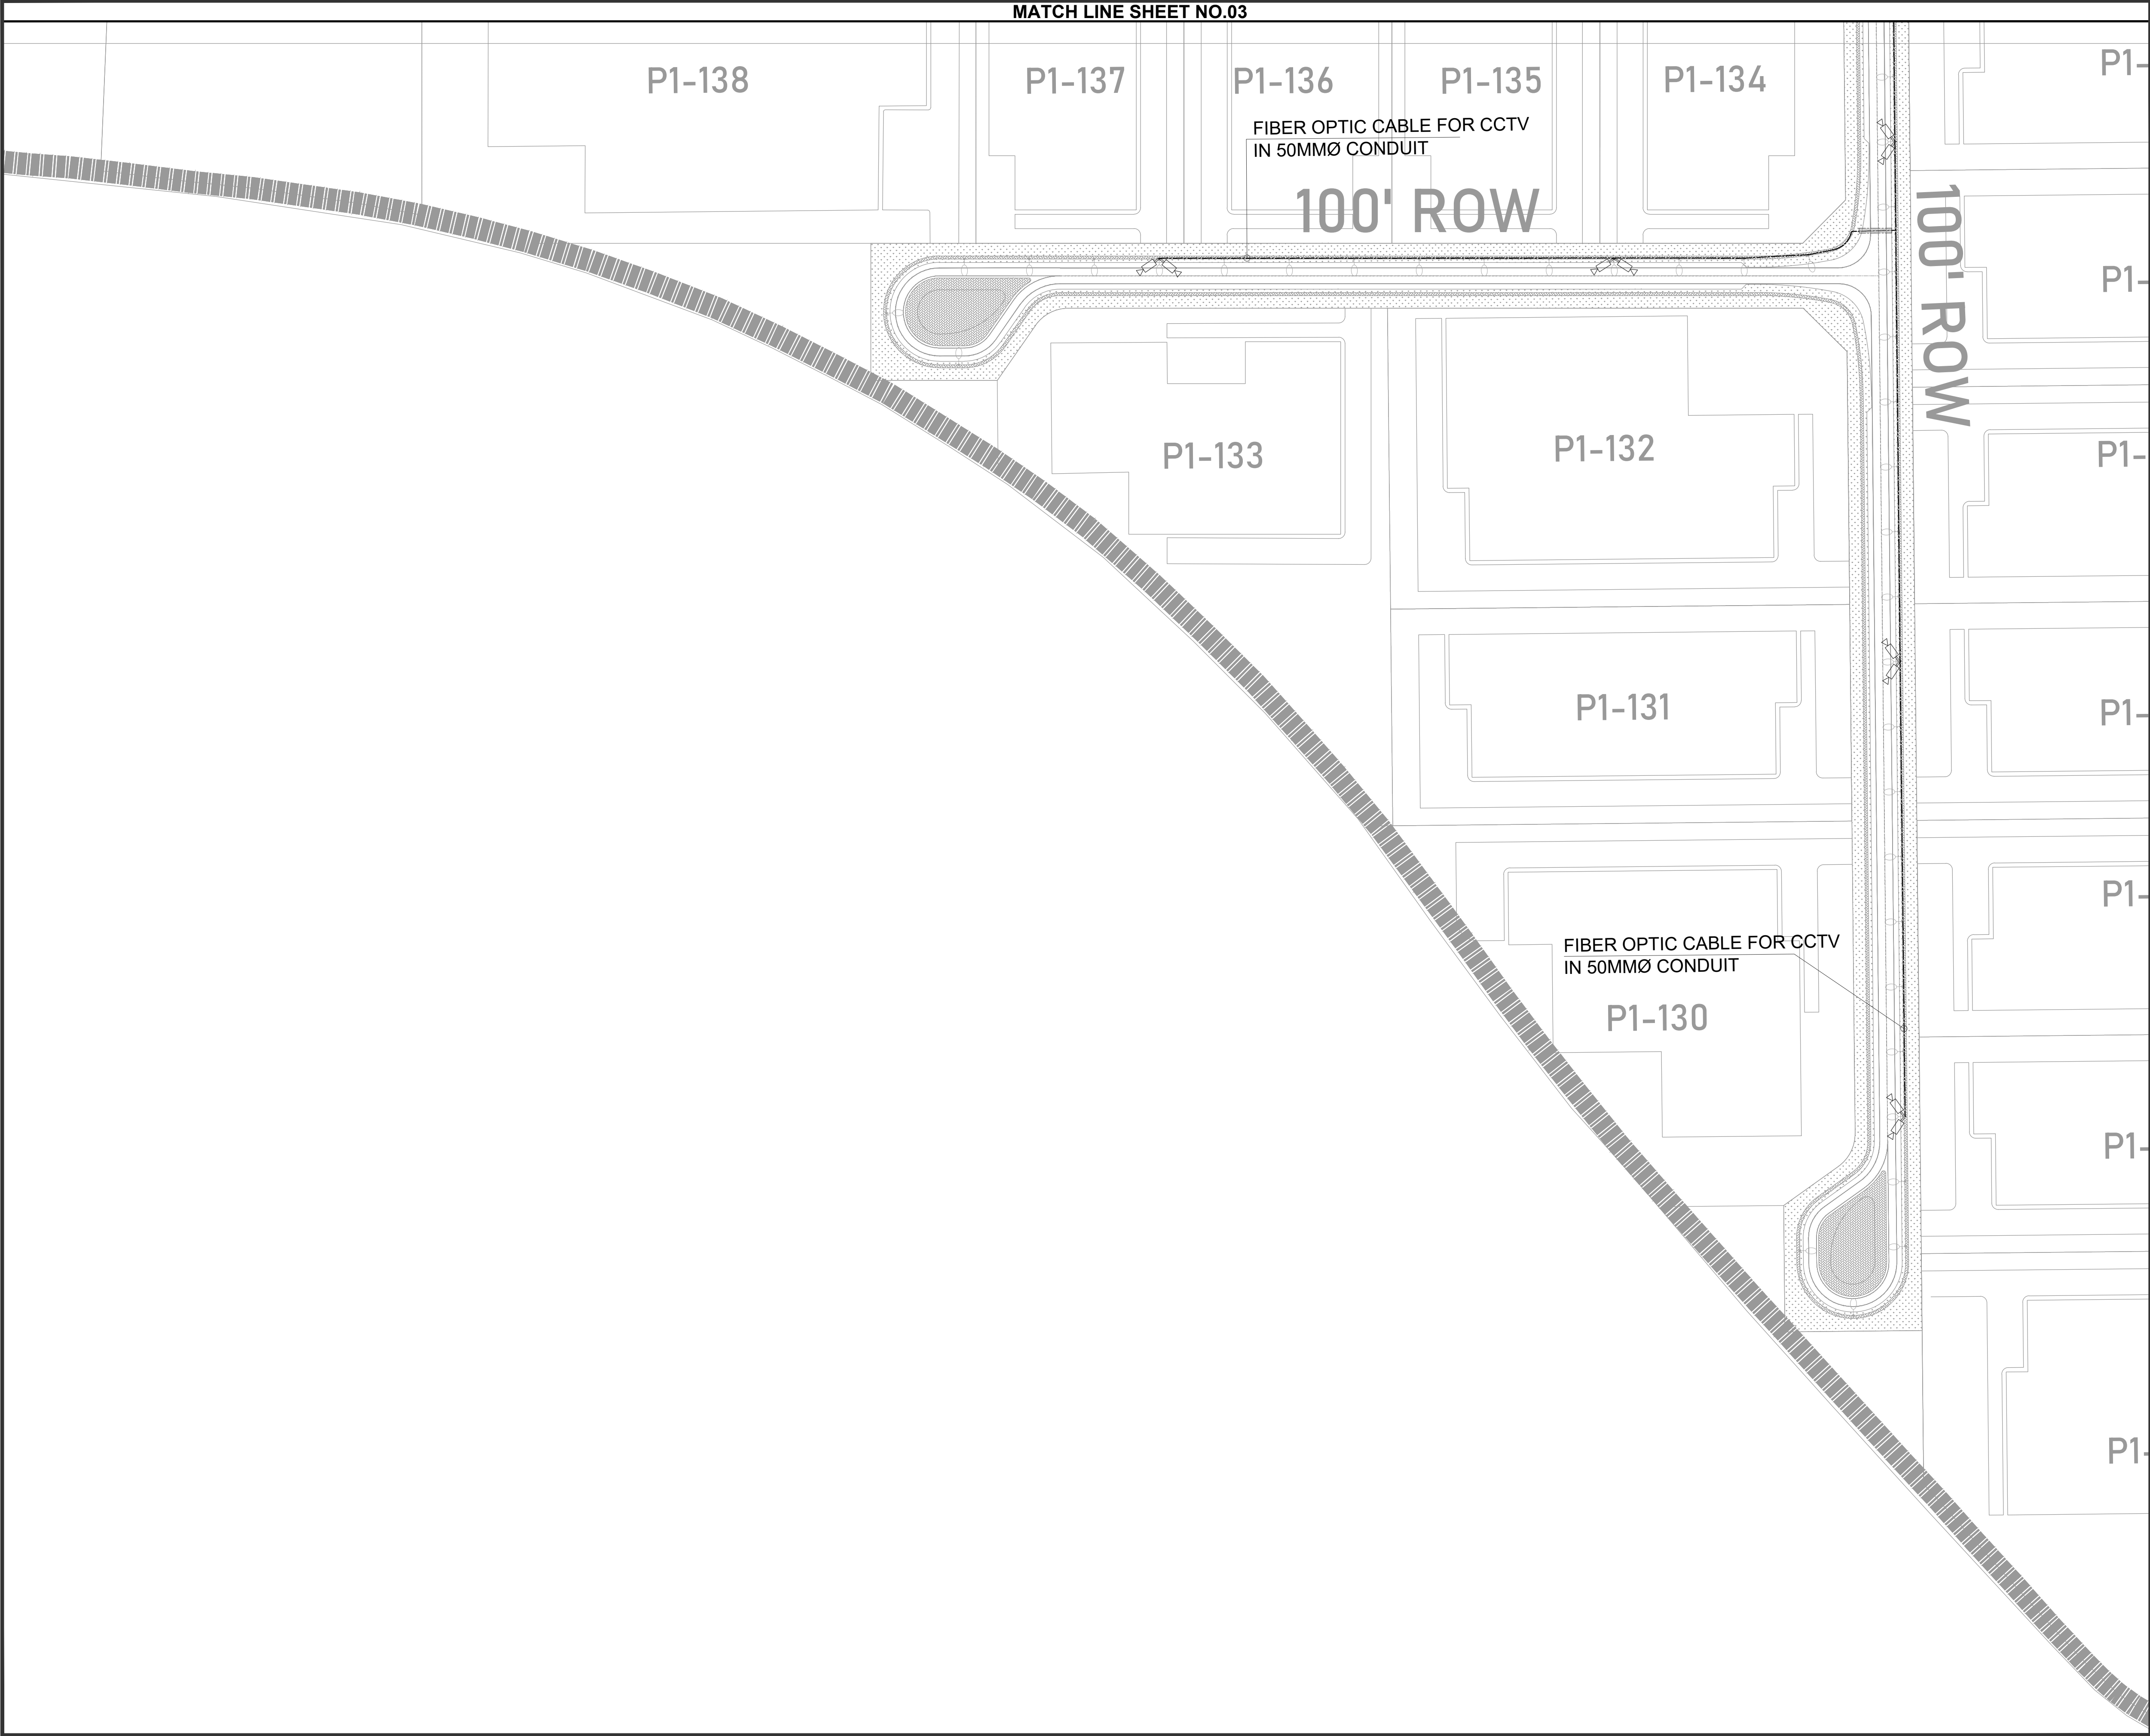 MATCH LINE SHEET NO.03
P1-138
P1-137
P1-136
P1-135
P1-134
P1-
FIBER OPTIC CABLE FOR CCTV
IN 50MMØ CONDUIT
100' ROW
100' ROW
P1-
P1-133
P1-132
P1-
P1-131
P1-
P1-
FIBER OPTIC CABLE FOR CCTV
IN 50MMØ CONDUIT
P1-130
P1-
P1-